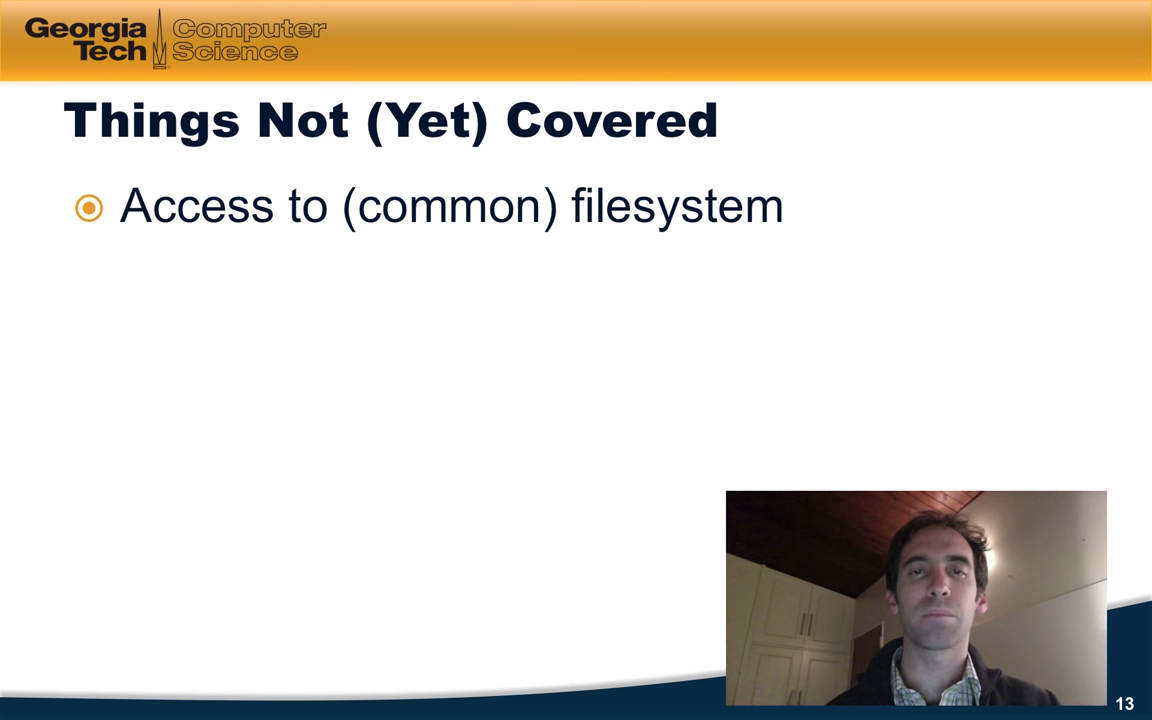 Georgia Tech
Computer Science
Things Not (Yet) Covered
Access to (common) filesystem
13